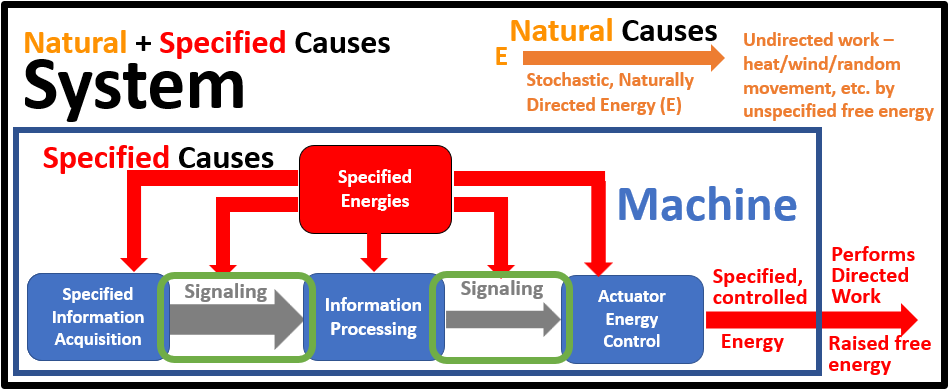 Natural + Specified Causes
System
Natural Causes
E
Stochastic, Naturally
Directed Energy (E)
Undirected work –
heat/wind/random
movement, etc. by
unspecified free energy
Specified Causes
Specified
Energies
Machine
Specified
Information
Acquisition
Signaling
Information
Processing
Signaling
Actuator
Energy
Control
Specified,
controlled
Energy
Performs
Directed
Work
Raised free
energy